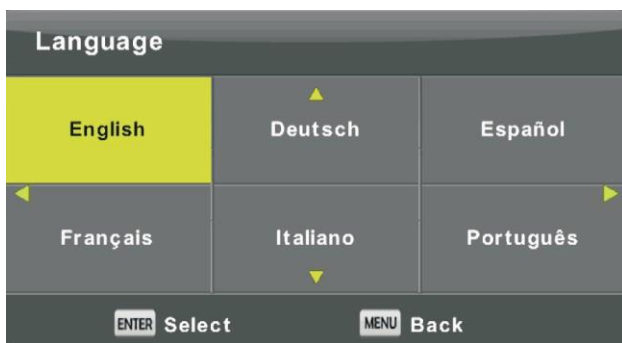 Language
English Deutsch Español
Français Italiano Português
ENTER Select MENU Back